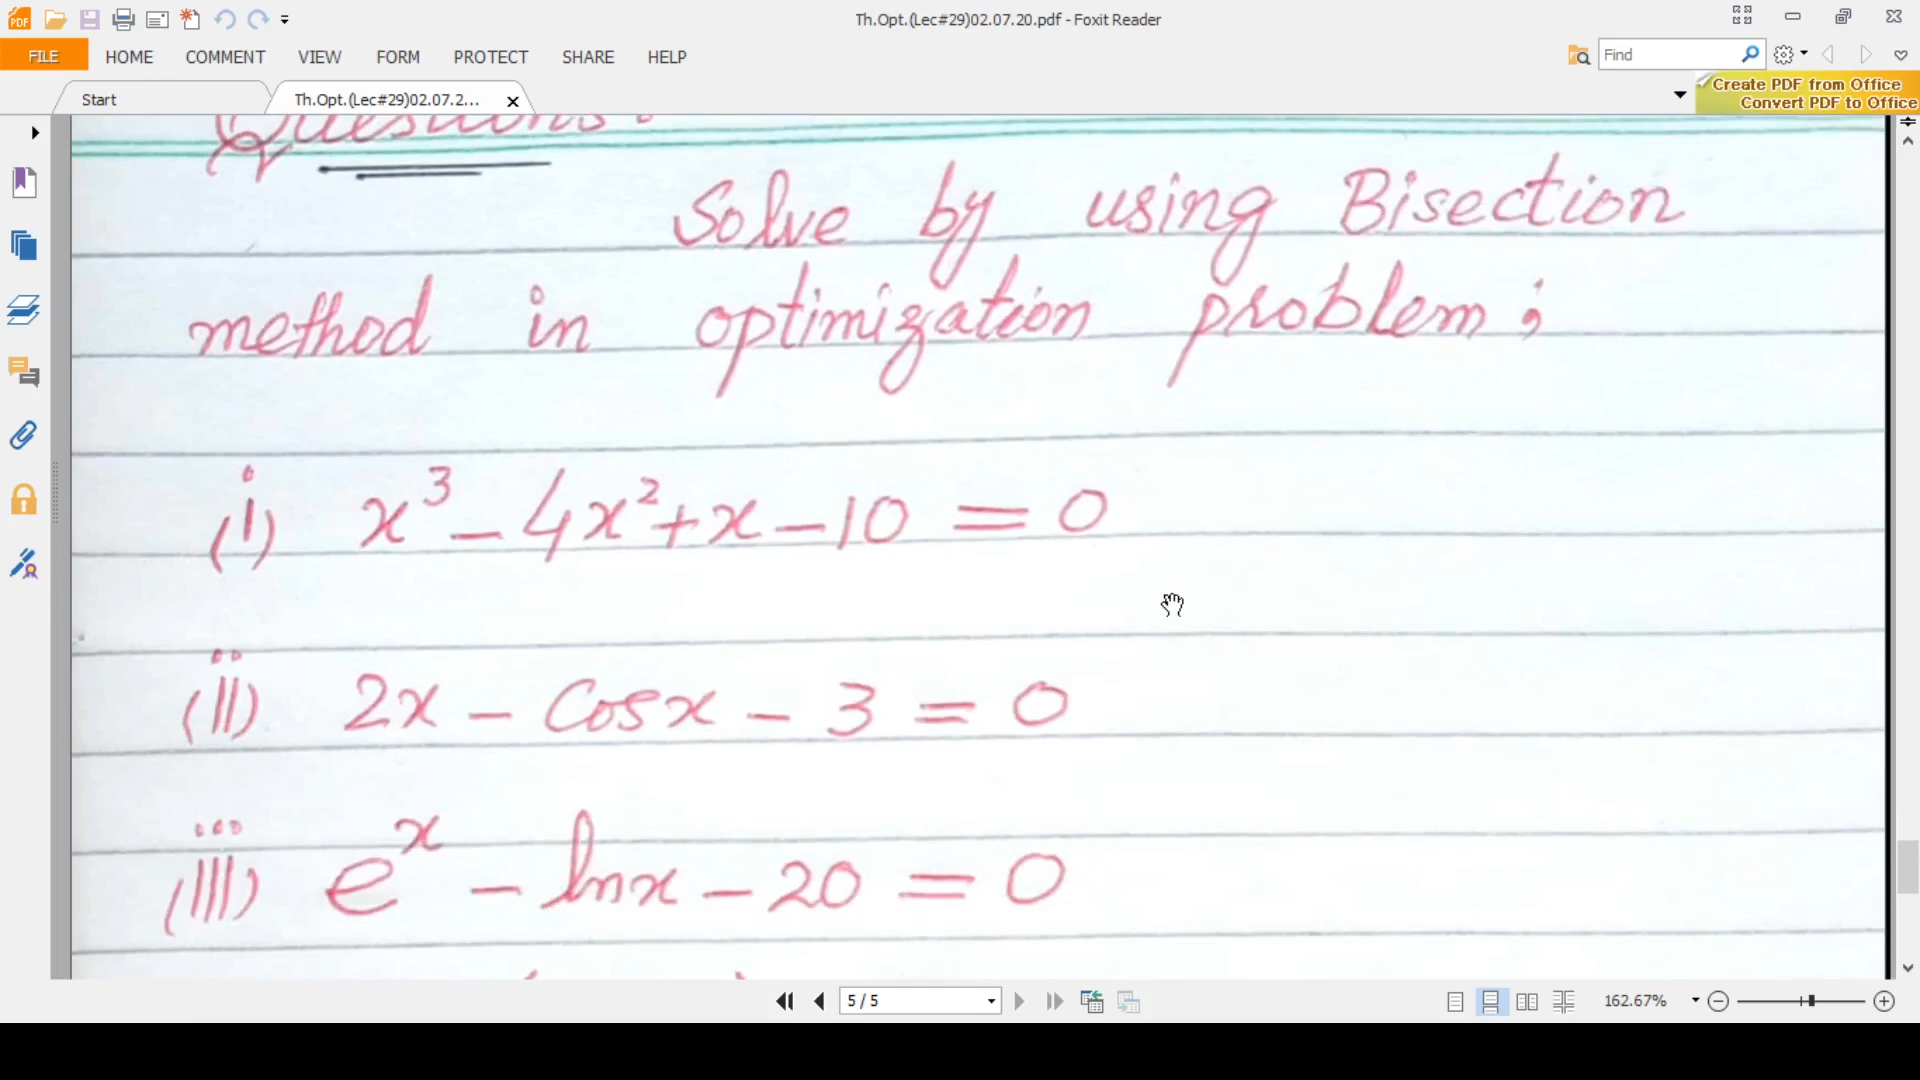 Th.Opt.(Lec#29)02.07.20.pdf - Foxit Reader
FILE HOME COMMENT VIEW FORM PROTECT SHARE HELP
Find
Start
Th.Opt.(Lec#29)02.07.2...
Create PDF from Office
Convert PDF to Office
Questions:
Solve by using Bisection
method in optimization problem;
(i) x³ - 4x² + x - 10 = 0
(ii) 2x - Cosx - 3 = 0
(iii) eˣ - lnx - 20 = 0
5 / 5
162.67%